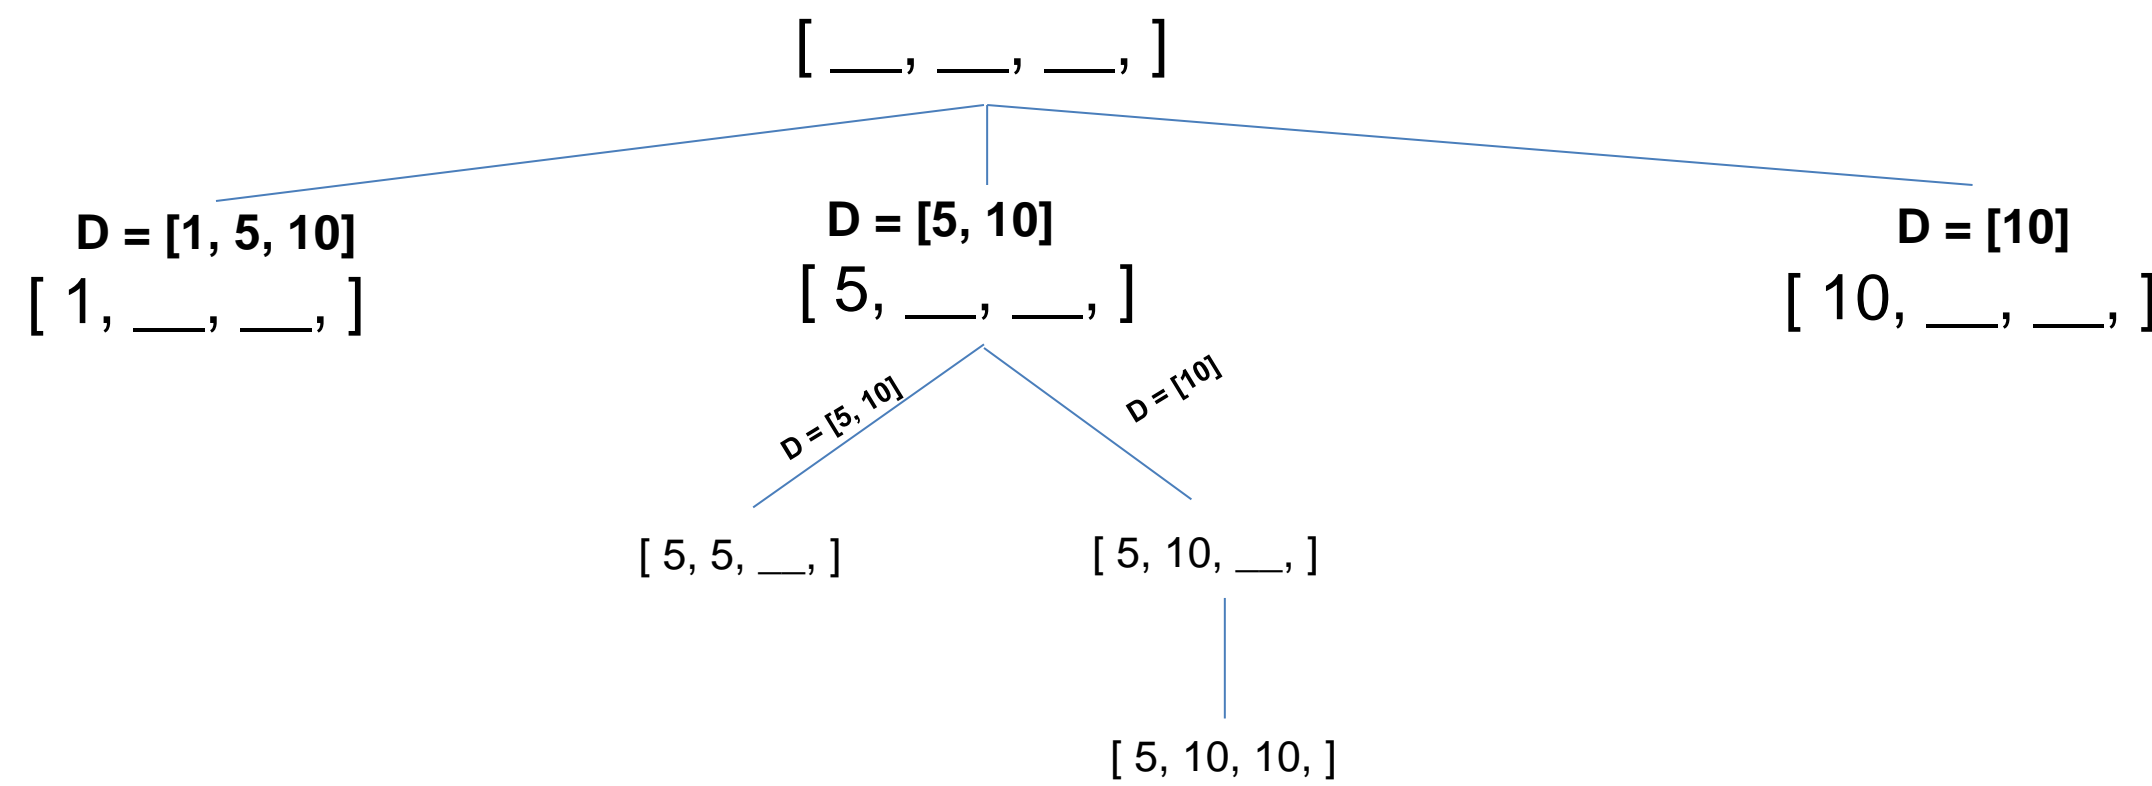 [ __, __, __, ]
D = [1, 5, 10]
[ 1, __, __, ]
D = [5, 10]
[ 5, __, __, ]
D = [10]
[ 10, __, __, ]
D = [5, 10]
D = [10]
[ 5, 5, __, ]
[ 5, 10, __, ]
[ 5, 10, 10, ]